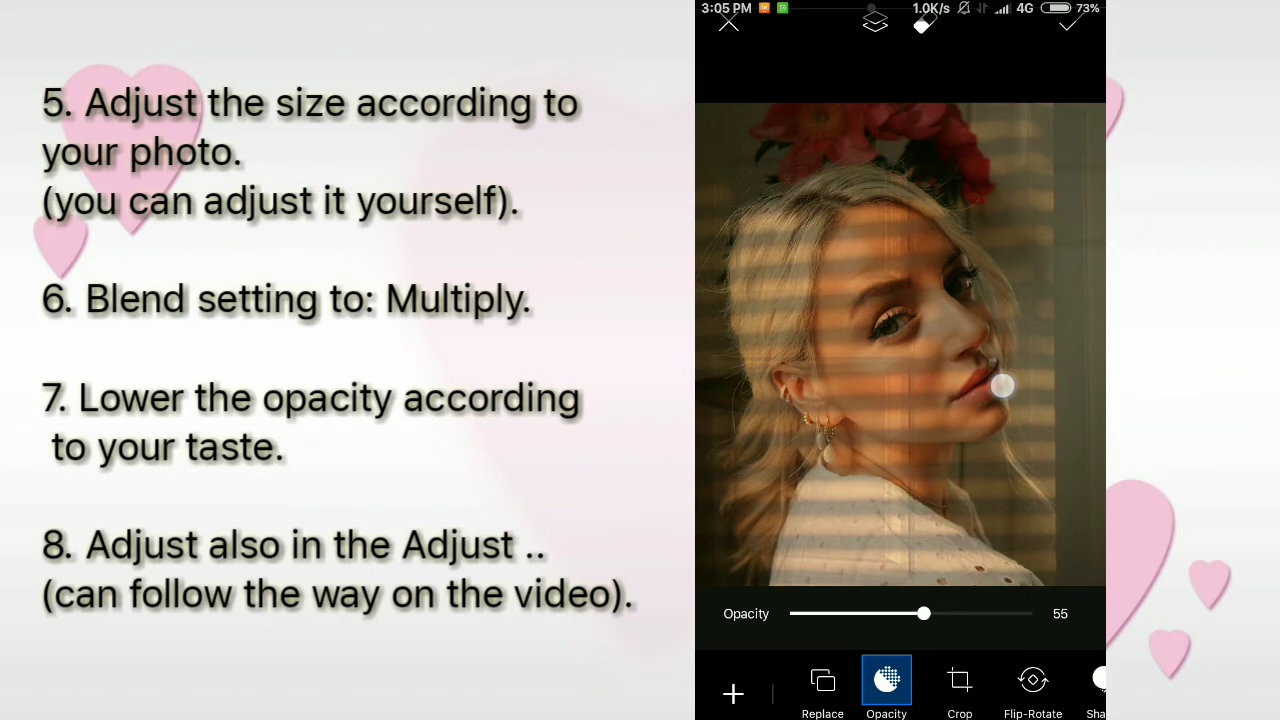 5. Adjust the size according to
your photo.
(you can adjust it yourself).
6. Blend setting to: Multiply.
7. Lower the opacity according
to your taste.
8. Adjust also in the Adjust ..
(can follow the way on the video).
3:05 PM 1.0K/s 4G 73%
Opacity 55
Replace Opacity Crop Flip-Rotate Sha